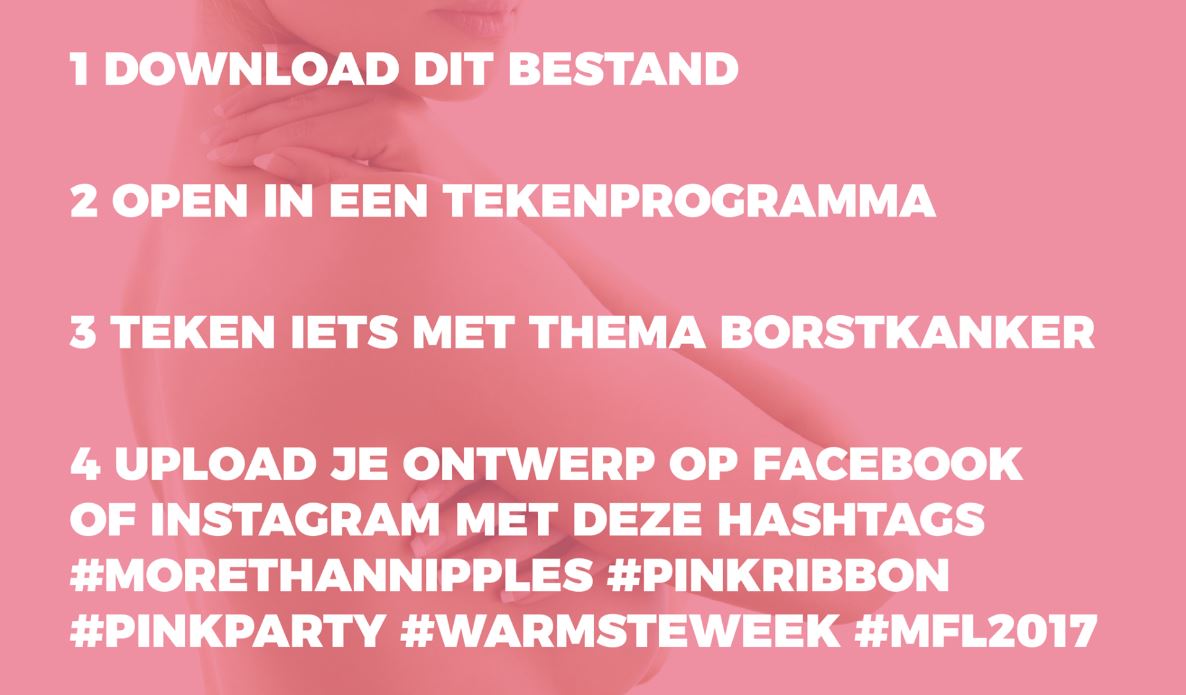 1 DOWNLOAD DIT BESTAND
2 OPEN IN EEN TEKENPROGRAMMA
3 TEKEN IETS MET THEMA BORSTKANKER
4 UPLOAD JE ONTWERP OP FACEBOOK
OF INSTAGRAM MET DEZE HASHTAGS
#MORETHANNIPPLES #PINKRIBBON
#PINKPARTY #WARMSTEWEEK #MFL2017